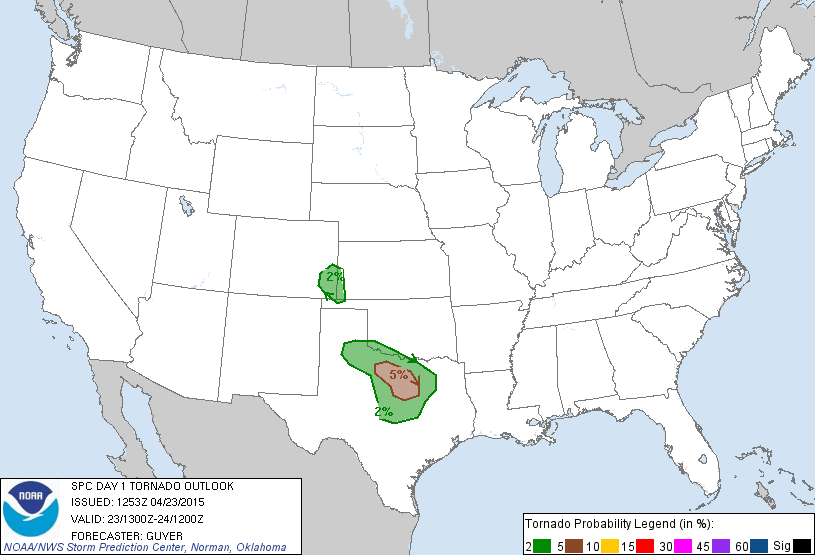 2%
5%
2%
NOAA
SPC DAY 1 TORNADO OUTLOOK
ISSUED: 1253Z 04/23/2015
VALID: 23/1300Z-24/1200Z
FORECASTER: GUYER
NOAA/NWS Storm Prediction Center, Norman, Oklahoma
Tornado Probability Legend (in %):
2 5 10 15 30 45 60 Sig